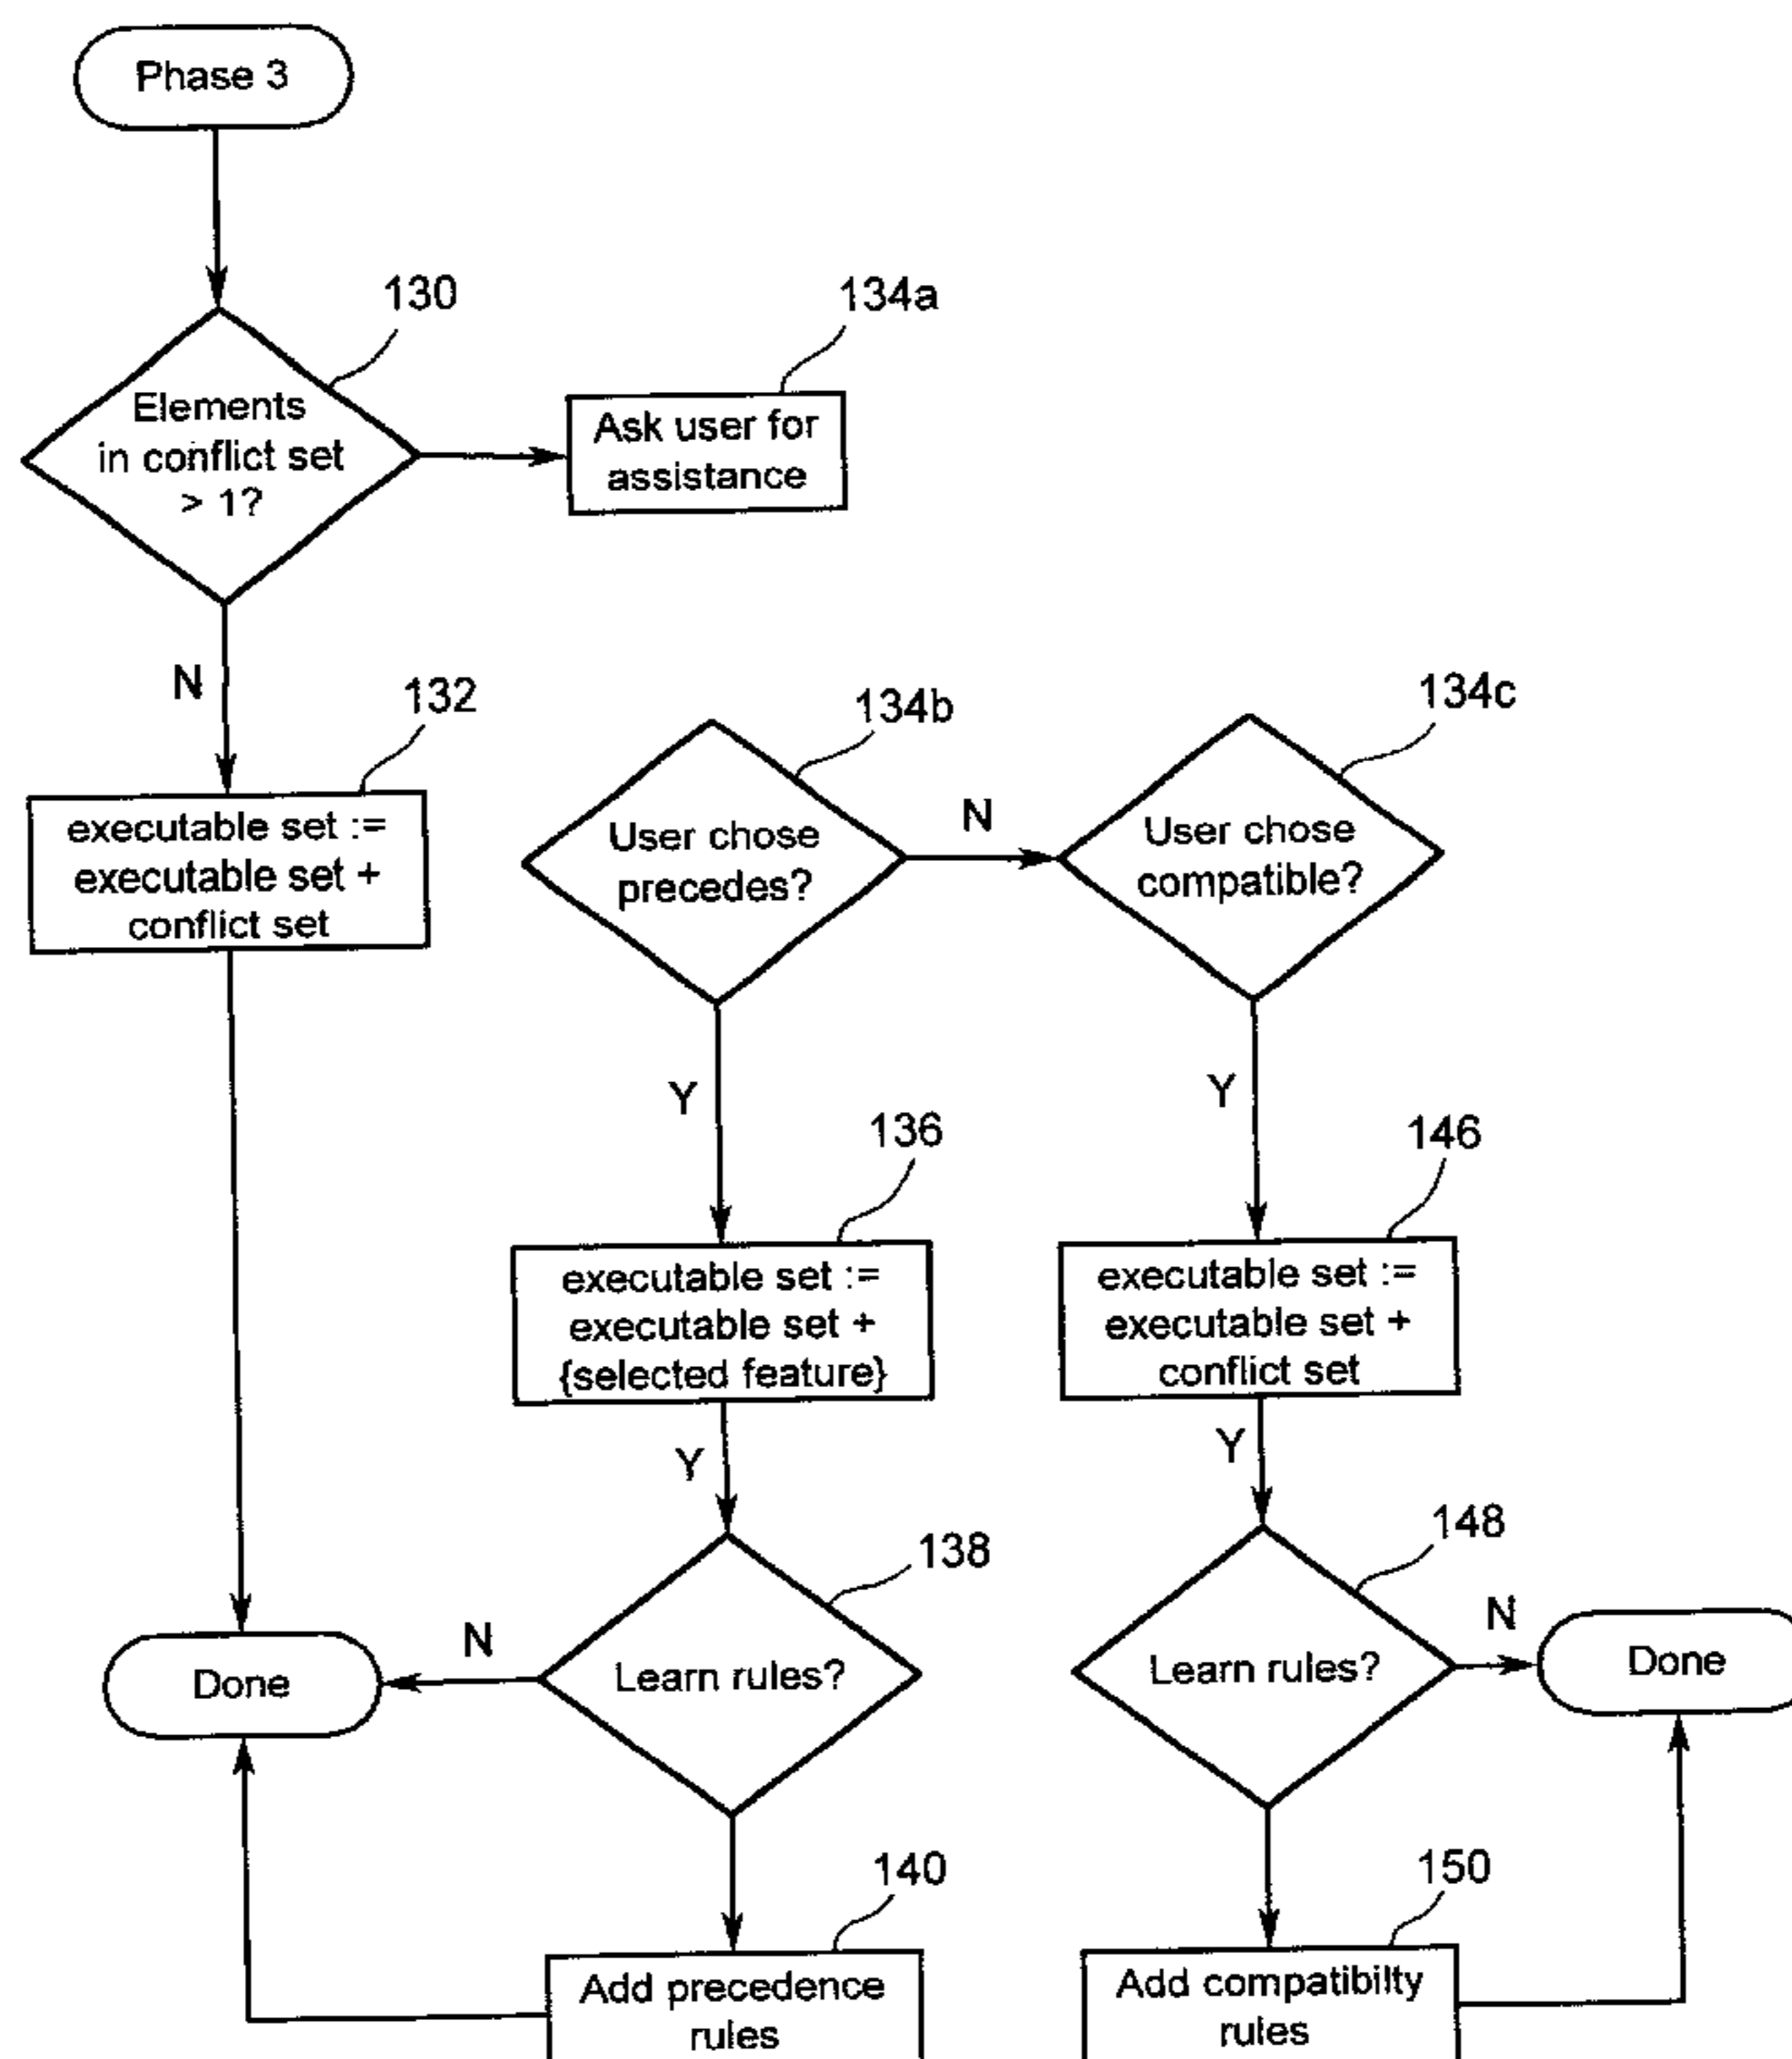 Phase 3
130
Elements
in conflict set
> 1?
134a
Ask user for
assistance
N
132
executable set :=
executable set +
conflict set
134b
User chose
precedes?
N
134c
User chose
compatible?
Y
136
executable set :=
executable set +
{selected feature}
Y
146
executable set :=
executable set +
conflict set
Y
138
Learn rules?
N
Done
Y
148
Learn rules?
N
Done
140
Add precedence
rules
150
Add compatibilty
rules